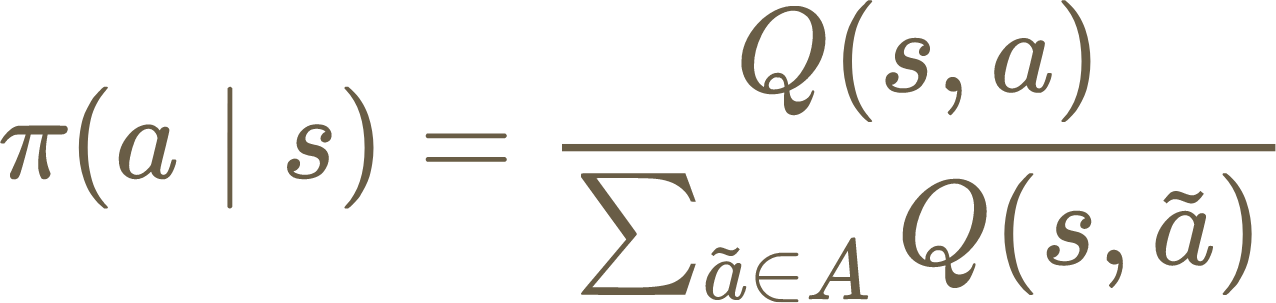 π(a | s) = Q(s, a) / ∑_{ã∈A} Q(s, ã)